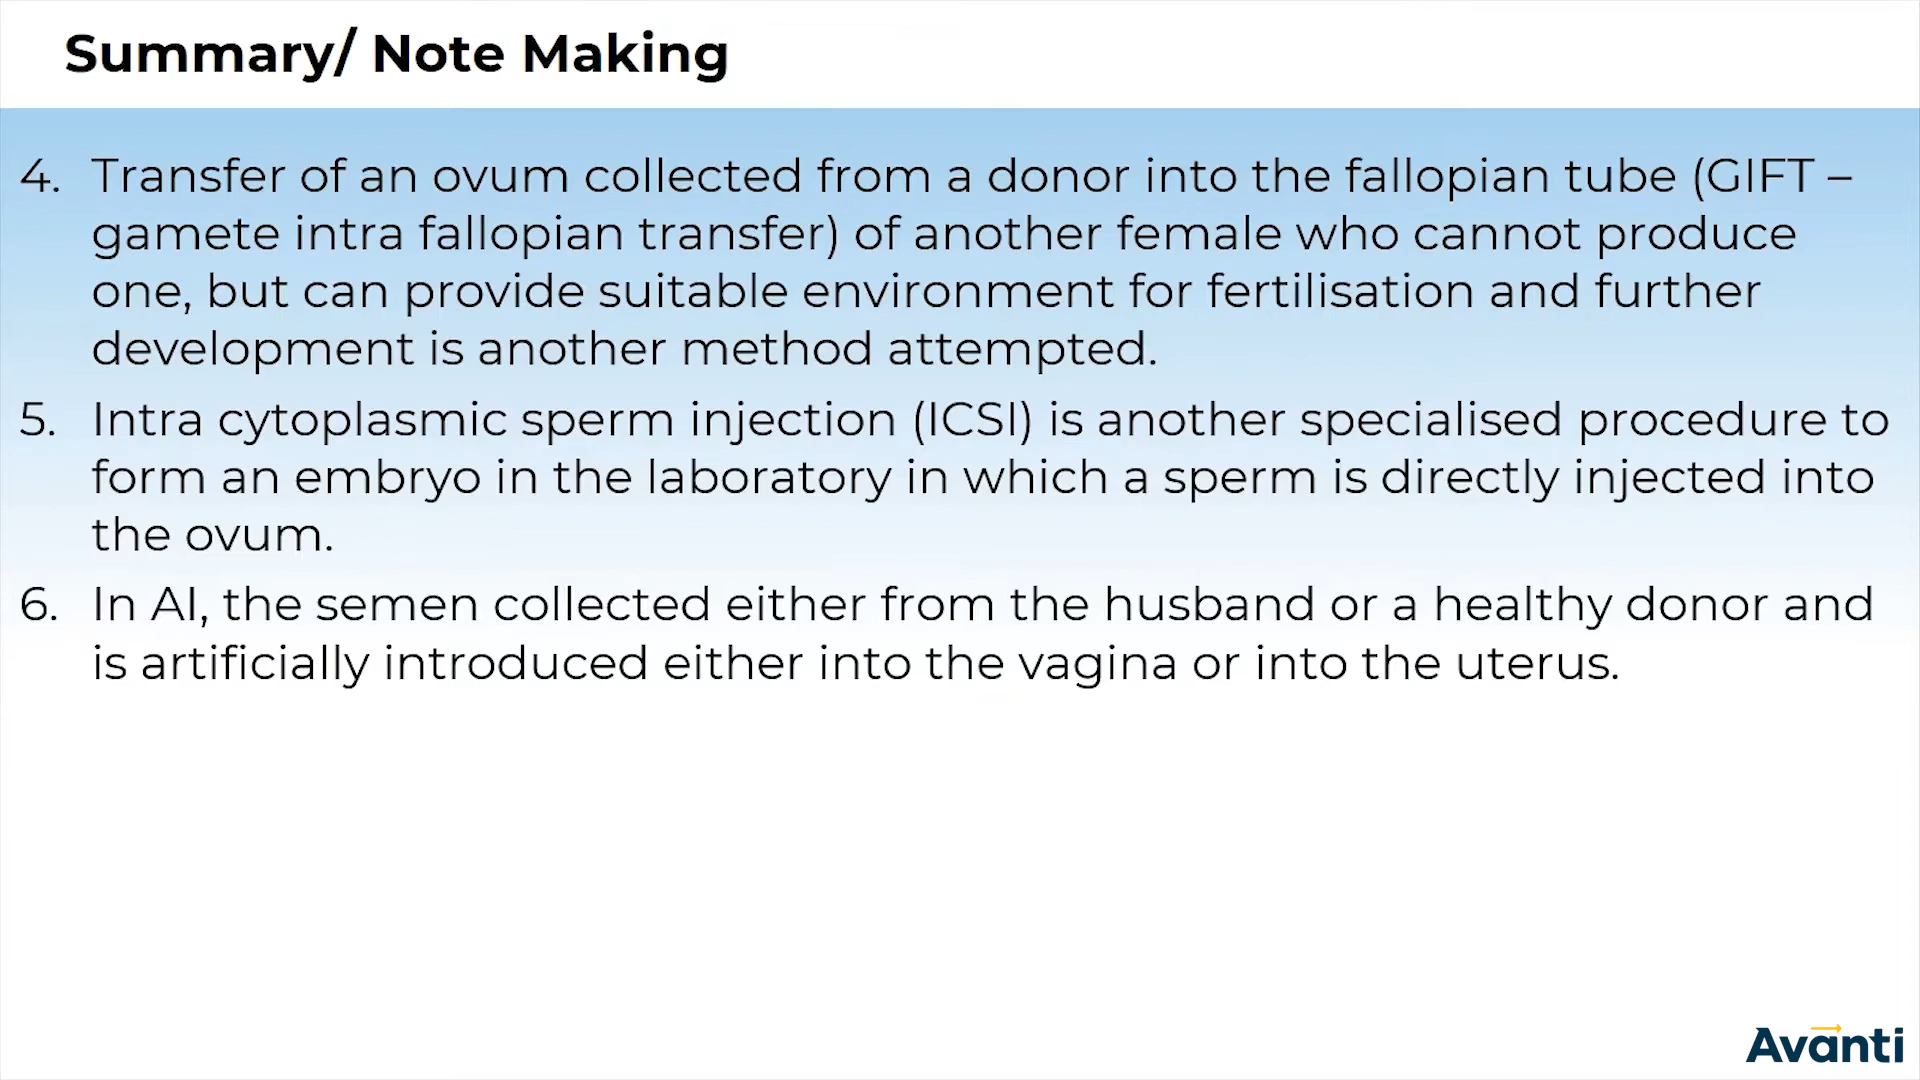 Summary/ Note Making
4. Transfer of an ovum collected from a donor into the fallopian tube (GIFT –
gamete intra fallopian transfer) of another female who cannot produce
one, but can provide suitable environment for fertilisation and further
development is another method attempted.
5. Intra cytoplasmic sperm injection (ICSI) is another specialised procedure to
form an embryo in the laboratory in which a sperm is directly injected into
the ovum.
6. In AI, the semen collected either from the husband or a healthy donor and
is artificially introduced either into the vagina or into the uterus.
Avanti